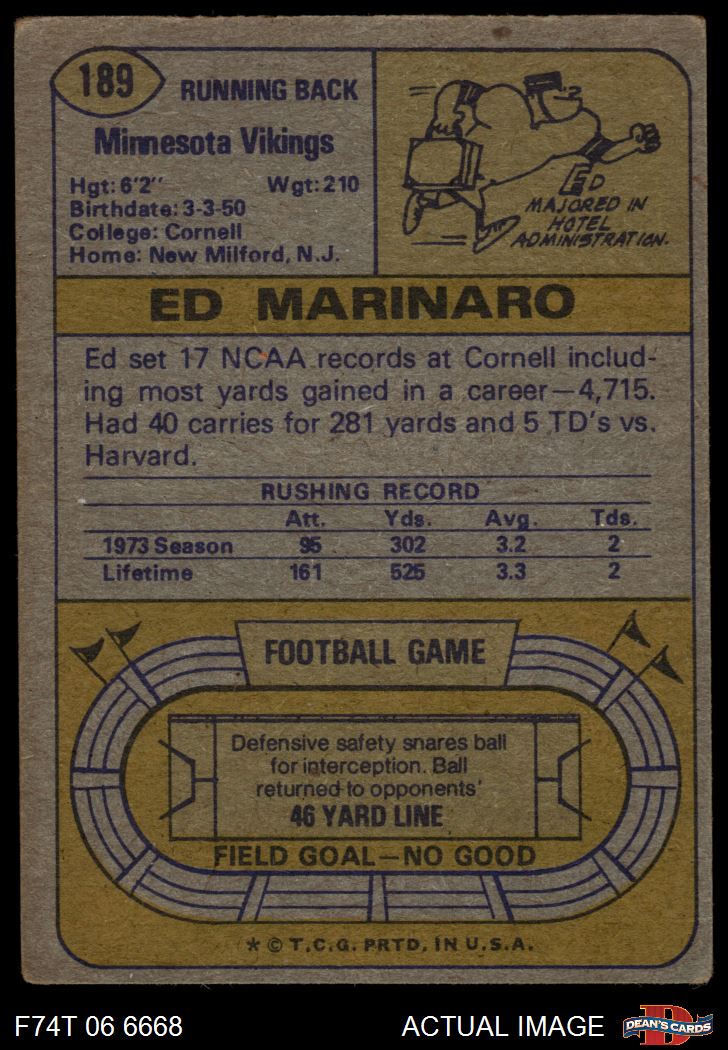 189
RUNNING BACK
Minnesota Vikings
Hgt: 6'2" Wgt: 210
Birthdate: 3-3-50
College: Cornell
Home: New Milford, N.J.
ED
MAJORED IN
HOTEL
ADMINISTRATION.
ED MARINARO
Ed set 17 NCAA records at Cornell includ-
ing most yards gained in a career—4,715.
Had 40 carries for 281 yards and 5 TD's vs.
Harvard.
RUSHING RECORD
Att. Yds. Avg. Tds.
1973 Season 95 302 3.2 2
Lifetime 161 525 3.3 2
FOOTBALL GAME
Defensive safety snares ball
for interception. Ball
returned to opponents'
46 YARD LINE
FIELD GOAL—NO GOOD
* © T.C.G. PRTD. IN U.S.A.
F74T 06 6668 ACTUAL IMAGE
D
DEAN'S CARDS